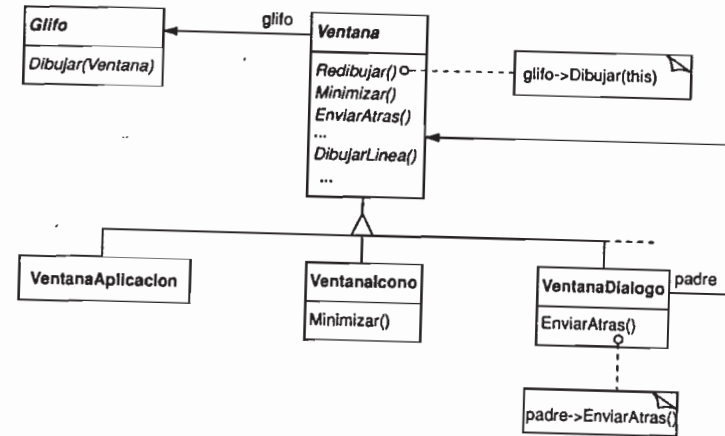 Glifo
Dibujar(Ventana)
glifo
Ventana
Redibujar()
Minimizar()
EnviarAtras()
...
DibujarLinea()
...
glifo->Dibujar(this)
VentanaAplicacion
VentanaIcono
Minimizar()
VentanaDialogo
EnviarAtras()
padre
padre->EnviarAtras()